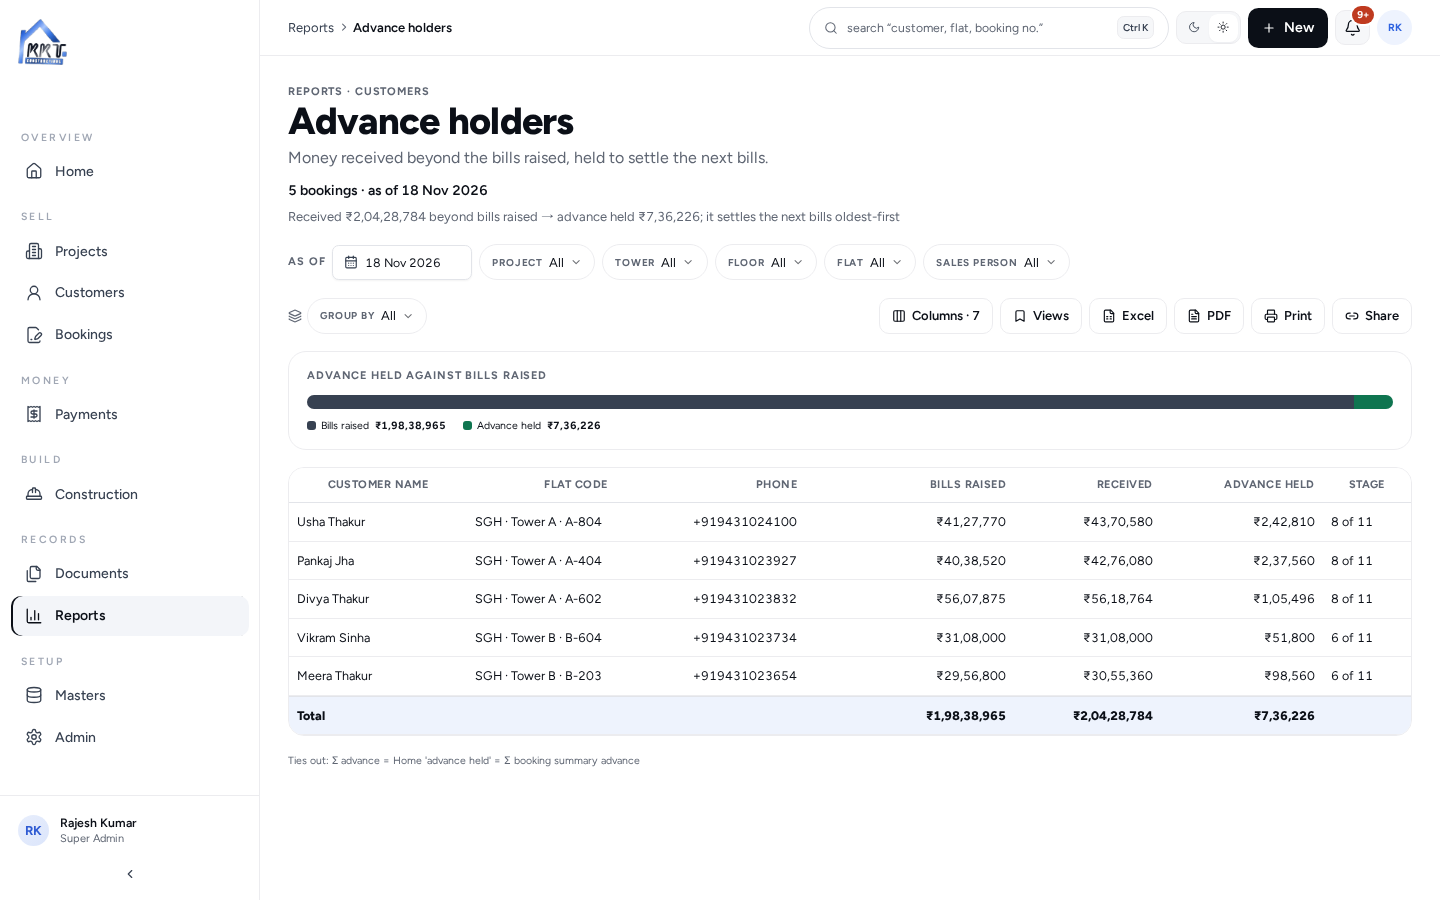 RKT
CONSTRUCTIONS
Reports > Advance holders
search “customer, flat, booking no.”
Ctrl K
New
9+
RK
OVERVIEW
Home
SELL
Projects
Customers
Bookings
MONEY
Payments
BUILD
Construction
RECORDS
Documents
Reports
SETUP
Masters
Admin
RK
Rajesh Kumar
Super Admin
REPORTS · CUSTOMERS
Advance holders
Money received beyond the bills raised, held to settle the next bills.
5 bookings · as of 18 Nov 2026
Received ₹2,04,28,784 beyond bills raised → advance held ₹7,36,226; it settles the next bills oldest-first
AS OF 18 Nov 2026 PROJECT All TOWER All FLOOR All FLAT All SALES PERSON All
GROUP BY All Columns · 7 Views Excel PDF Print Share
ADVANCE HELD AGAINST BILLS RAISED
Bills raised ₹1,98,38,965 Advance held ₹7,36,226
CUSTOMER NAME FLAT CODE PHONE BILLS RAISED RECEIVED ADVANCE HELD STAGE
Usha Thakur SGH · Tower A · A-804 +919431024100 ₹41,27,770 ₹43,70,580 ₹2,42,810 8 of 11
Pankaj Jha SGH · Tower A · A-404 +919431023927 ₹40,38,520 ₹42,76,080 ₹2,37,560 8 of 11
Divya Thakur SGH · Tower A · A-602 +919431023832 ₹56,07,875 ₹56,18,764 ₹1,05,496 8 of 11
Vikram Sinha SGH · Tower B · B-604 +919431023734 ₹31,08,000 ₹31,08,000 ₹51,800 6 of 11
Meera Thakur SGH · Tower B · B-203 +919431023654 ₹29,56,800 ₹30,55,360 ₹98,560 6 of 11
Total ₹1,98,38,965 ₹2,04,28,784 ₹7,36,226
Ties out: Σ advance = Home 'advance held' = Σ booking summary advance